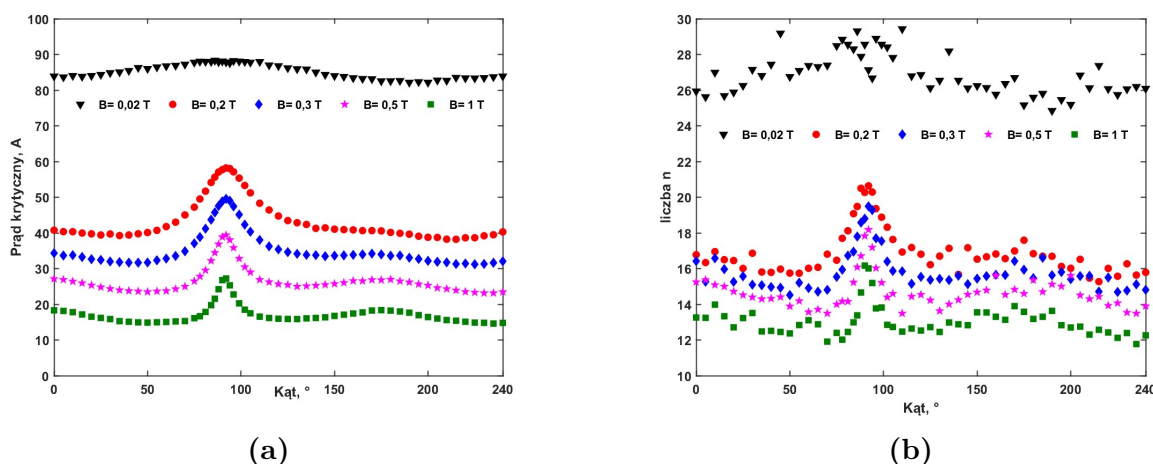 100
90
80
70
60
50
40
30
20
10
0
Prąd krytyczny, A
B= 0,02 T B= 0,2 T B= 0,3 T B= 0,5 T B= 1 T
0 50 100 150 200 240
Kąt, °
(a)
30
28
26
24
22
20
18
16
14
12
10
liczba n
B= 0,02 T B= 0,2 T B= 0,3 T B= 0,5 T B= 1 T
0 50 100 150 200 240
Kąt, °
(b)